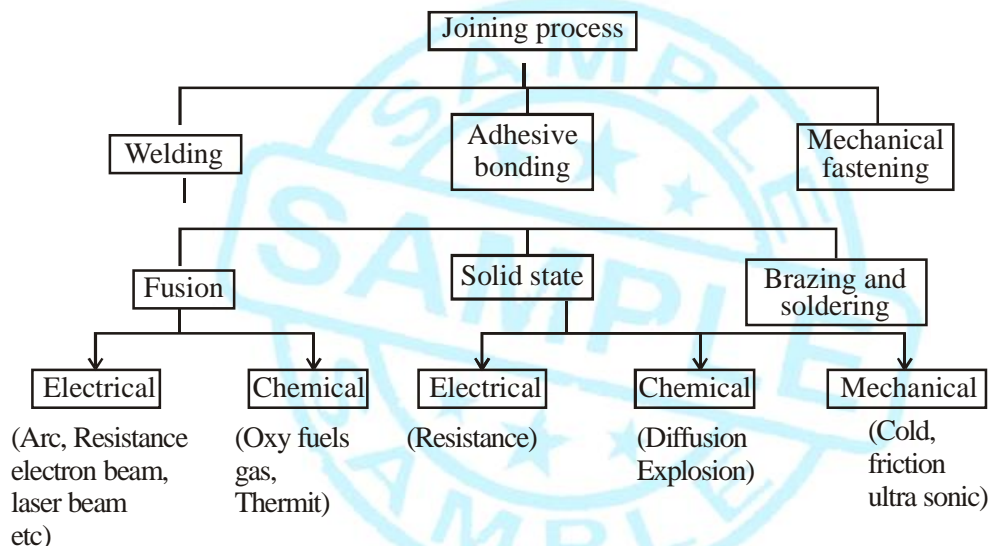 Joining process
Welding
Adhesive
bonding
Mechanical
fastening
Fusion
Solid state
Brazing and
soldering
Electrical
Chemical
Electrical
Chemical
Mechanical
(Arc, Resistance
electron beam,
laser beam
etc)
(Oxy fuels
gas,
Thermit)
(Resistance)
(Diffusion
Explosion)
(Cold,
friction
ultra sonic)
SAMPLE
SAMPLE
SAMPLE